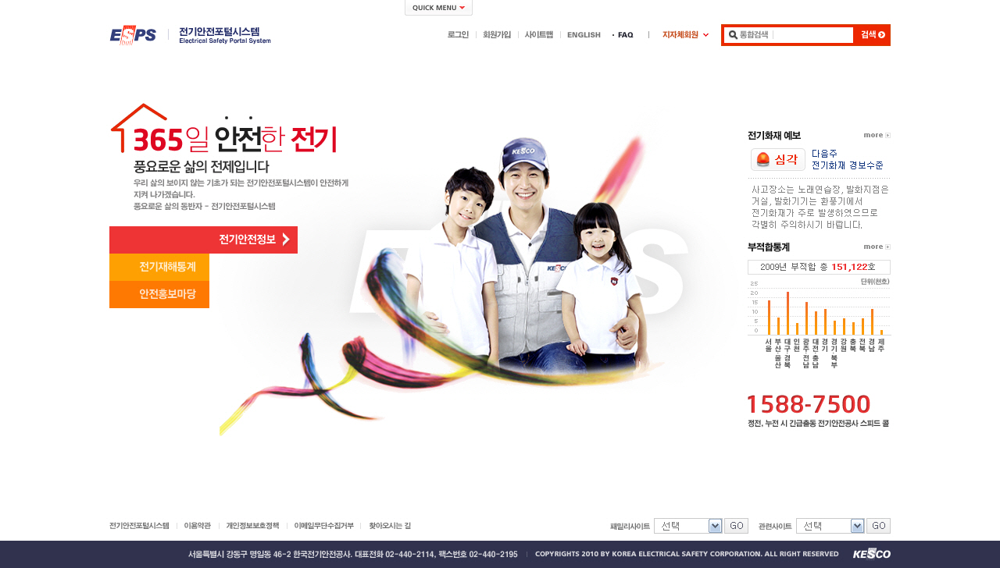 QUICK MENU
ESPS 전기안전포털시스템
Electrical Safety Portal System
로그인 회원가입 사이트맵 ENGLISH · FAQ 지자체회원 통합검색 검색
365일 안전한 전기
풍요로운 삶의 전제입니다
우리 삶의 보이지 않는 기초가 되는 전기안전포털시스템이 안전하게
지켜 나가겠습니다.
풍요로운 삶의 동반자 - 전기안전포털시스템
전기안전정보
전기재해통계
안전홍보마당
ESPS
KESCO
KESCO
전기화재 예보 more
심각
다음주
전기화재 경보수준
사고장소는 노래연습장, 발화지점은
거실, 발화기기는 환풍기에서
전기화재가 주로 발생하였으므로
각별히 주의하시기 바랍니다.
부적합통계 more
2009년 부적합 총 151,122호
단위(천호)
25
20
15
10
5
0
서울 부산·울산 대구·경북 인천 광주·전남 대전·충남 경기 경기북부 강원 충북 전북 경남 제주
1588-7500
정전, 누전 시 긴급출동 전기안전공사 스피드 콜
전기안전포털시스템 이용약관 개인정보보호정책 이메일무단수집거부 찾아오시는 길
패밀리사이트 선택 GO 관련사이트 선택 GO
서울특별시 강동구 명일동 46-2 한국전기안전공사. 대표전화 02-440-2114, 팩스번호 02-440-2195 COPYRIGHTS 2010 BY KOREA ELECTRICAL SAFETY CORPORATION. ALL RIGHT RESERVED KESCO